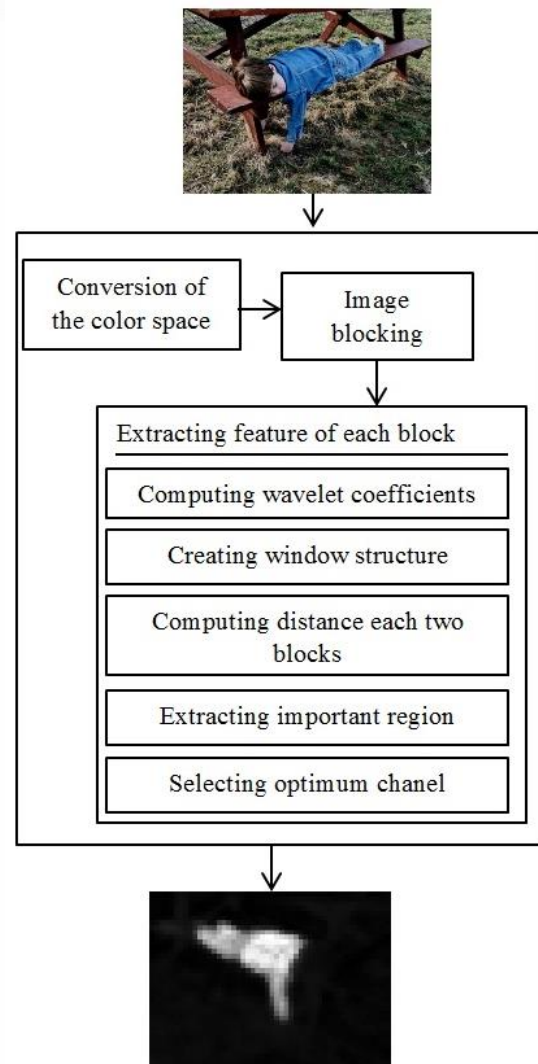 Conversion of
the color space
Image
blocking
Extracting feature of each block
Computing wavelet coefficients
Creating window structure
Computing distance each two
blocks
Extracting important region
Selecting optimum chanel